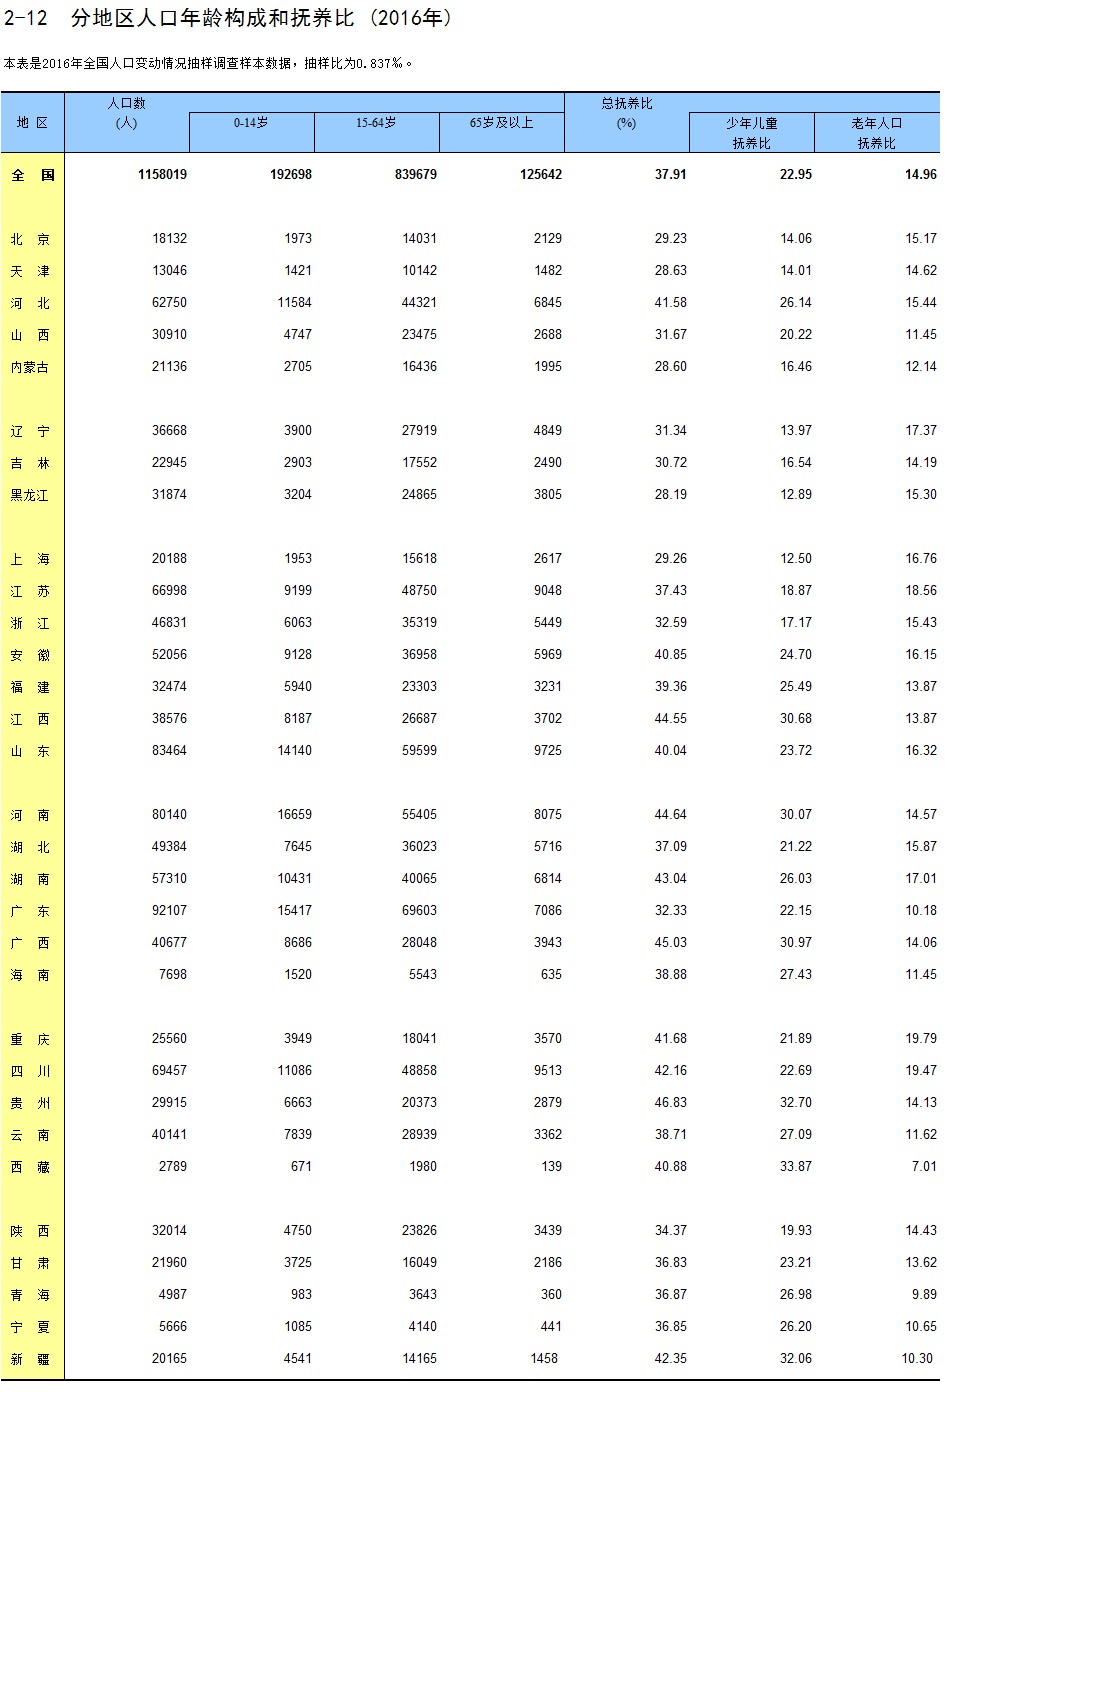 2-12 分地区人口年龄构成和抚养比 (2016年)
本表是2016年全国人口变动情况抽样调查样本数据，抽样比为0.837‰。
人口数 总抚养比
地 区 (人) 0-14岁 15-64岁 65岁及以上 (%) 少年儿童 老年人口
抚养比 抚养比
全 国 1158019 192698 839679 125642 37.91 22.95 14.96
北 京 18132 1973 14031 2129 29.23 14.06 15.17
天 津 13046 1421 10142 1482 28.63 14.01 14.62
河 北 62750 11584 44321 6845 41.58 26.14 15.44
山 西 30910 4747 23475 2688 31.67 20.22 11.45
内蒙古 21136 2705 16436 1995 28.60 16.46 12.14
辽 宁 36668 3900 27919 4849 31.34 13.97 17.37
吉 林 22945 2903 17552 2490 30.72 16.54 14.19
黑龙江 31874 3204 24865 3805 28.19 12.89 15.30
上 海 20188 1953 15618 2617 29.26 12.50 16.76
江 苏 66998 9199 48750 9048 37.43 18.87 18.56
浙 江 46831 6063 35319 5449 32.59 17.17 15.43
安 徽 52056 9128 36958 5969 40.85 24.70 16.15
福 建 32474 5940 23303 3231 39.36 25.49 13.87
江 西 38576 8187 26687 3702 44.55 30.68 13.87
山 东 83464 14140 59599 9725 40.04 23.72 16.32
河 南 80140 16659 55405 8075 44.64 30.07 14.57
湖 北 49384 7645 36023 5716 37.09 21.22 15.87
湖 南 57310 10431 40065 6814 43.04 26.03 17.01
广 东 92107 15417 69603 7086 32.33 22.15 10.18
广 西 40677 8686 28048 3943 45.03 30.97 14.06
海 南 7698 1520 5543 635 38.88 27.43 11.45
重 庆 25560 3949 18041 3570 41.68 21.89 19.79
四 川 69457 11086 48858 9513 42.16 22.69 19.47
贵 州 29915 6663 20373 2879 46.83 32.70 14.13
云 南 40141 7839 28939 3362 38.71 27.09 11.62
西 藏 2789 671 1980 139 40.88 33.87 7.01
陕 西 32014 4750 23826 3439 34.37 19.93 14.43
甘 肃 21960 3725 16049 2186 36.83 23.21 13.62
青 海 4987 983 3643 360 36.87 26.98 9.89
宁 夏 5666 1085 4140 441 36.85 26.20 10.65
新 疆 20165 4541 14165 1458 42.35 32.06 10.30